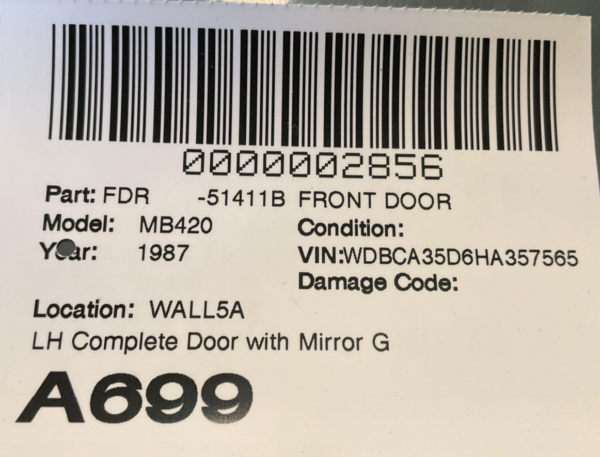 0000002856
Part: FDR -51411B FRONT DOOR
Model: MB420 Condition:
Year: 1987 VIN:WDBCA35D6HA357565
Damage Code:
Location: WALL5A
LH Complete Door with Mirror G
A699